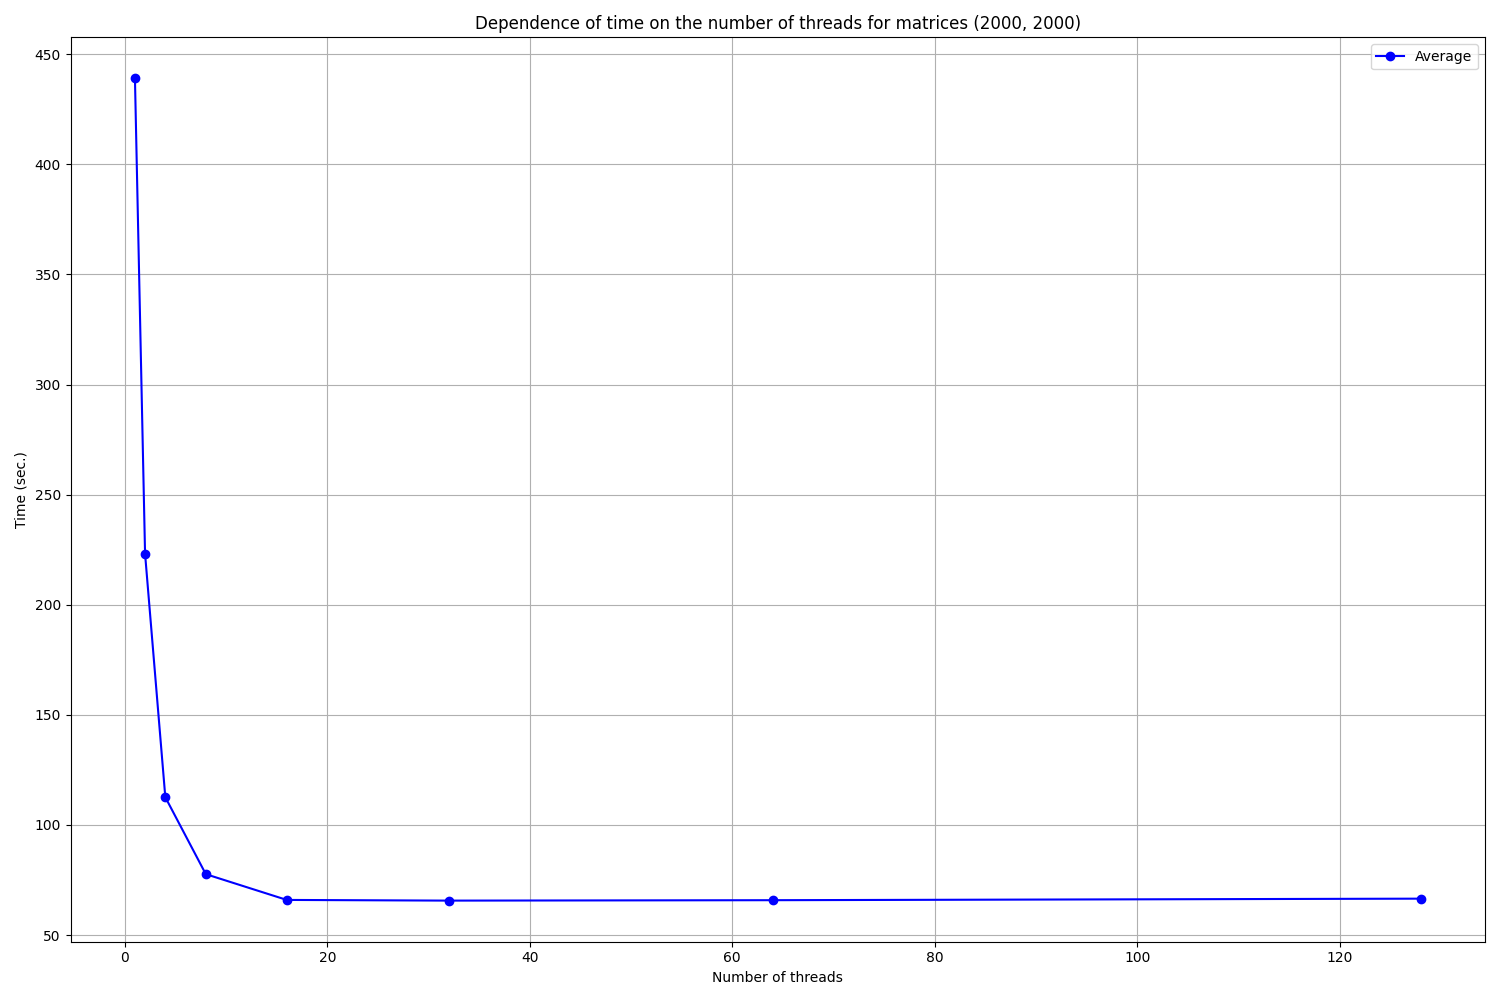 Dependence of time on the number of threads for matrices (2000, 2000)
Average
450
400
350
300
250
200
150
100
50
Time (sec.)
0 20 40 60 80 100 120
Number of threads